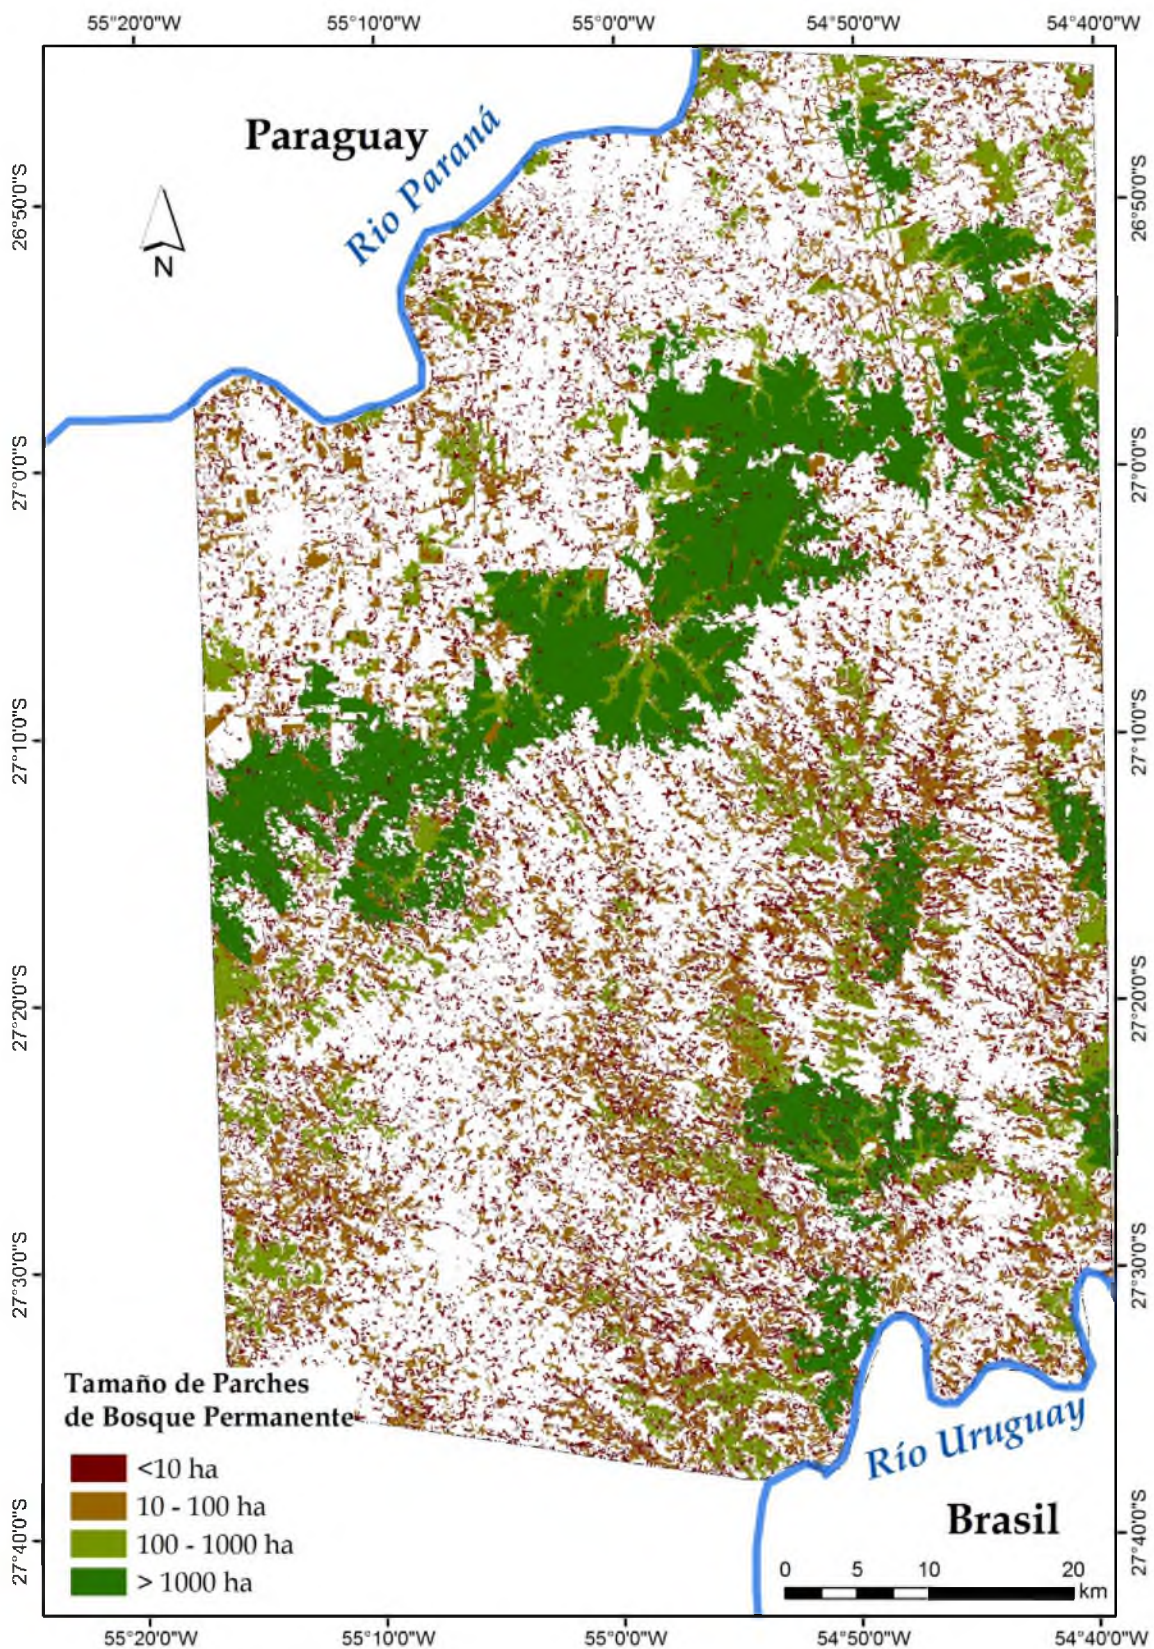 55°20'0"W 55°10'0"W 55°0'0"W 54°50'0"W 54°40'0"W
Paraguay
Río Paraná
N
26°50'0"S
26°50'0"S
27°0'0"S
27°0'0"S
27°10'0"S
27°10'0"S
27°20'0"S
27°20'0"S
27°30'0"S
27°30'0"S
27°40'0"S
27°40'0"S
Tamaño de Parches
de Bosque Permanente
<10 ha
10 - 100 ha
100 - 1000 ha
> 1000 ha
Río Uruguay
Brasil
0 5 10 20
km
55°20'0"W 55°10'0"W 55°0'0"W 54°50'0"W 54°40'0"W